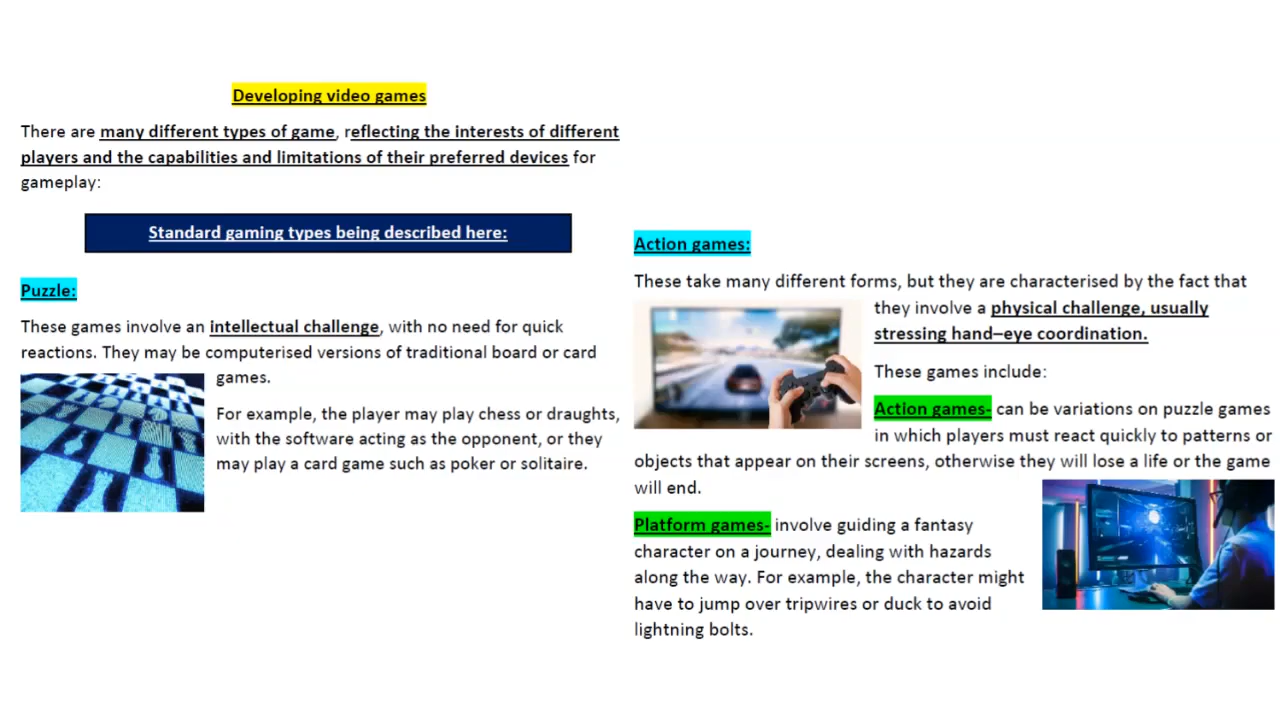 Developing video games
There are many different types of game, reflecting the interests of different
players and the capabilities and limitations of their preferred devices for
gameplay:
Standard gaming types being described here:
Puzzle:
These games involve an intellectual challenge, with no need for quick
reactions. They may be computerised versions of traditional board or card
games.
For example, the player may play chess or draughts,
with the software acting as the opponent, or they
may play a card game such as poker or solitaire.
Action games:
These take many different forms, but they are characterised by the fact that
they involve a physical challenge, usually
stressing hand–eye coordination.
These games include:
Action games- can be variations on puzzle games
in which players must react quickly to patterns or
objects that appear on their screens, otherwise they will lose a life or the game
will end.
Platform games- involve guiding a fantasy
character on a journey, dealing with hazards
along the way. For example, the character might
have to jump over tripwires or duck to avoid
lightning bolts.